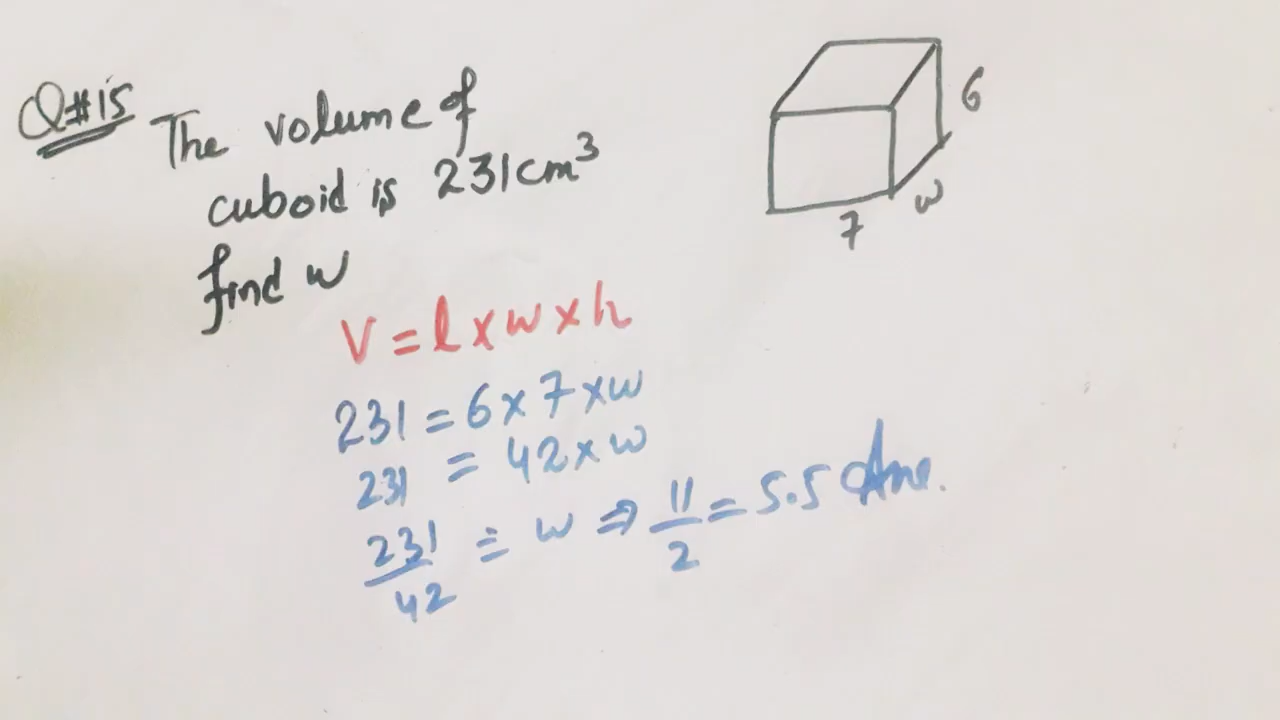 Q#15
The volume of
cuboid is 231cm³
find w
6
w
7
V = l x w x h
231 = 6 x 7 x w
231 = 42 x w
231/42 = w ⇒ 11/2 = 5.5 Ans.